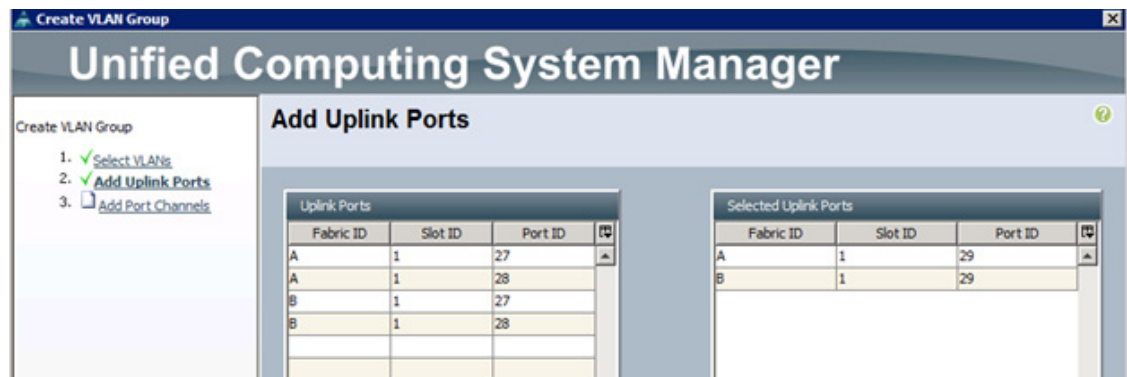 Create VLAN Group
Unified Computing System Manager
Create VLAN Group
1. Select VLANs
2. Add Uplink Ports
3. Add Port Channels
Add Uplink Ports
Uplink Ports
Fabric ID Slot ID Port ID
A 1 27
A 1 28
B 1 27
B 1 28
Selected Uplink Ports
Fabric ID Slot ID Port ID
A 1 29
B 1 29